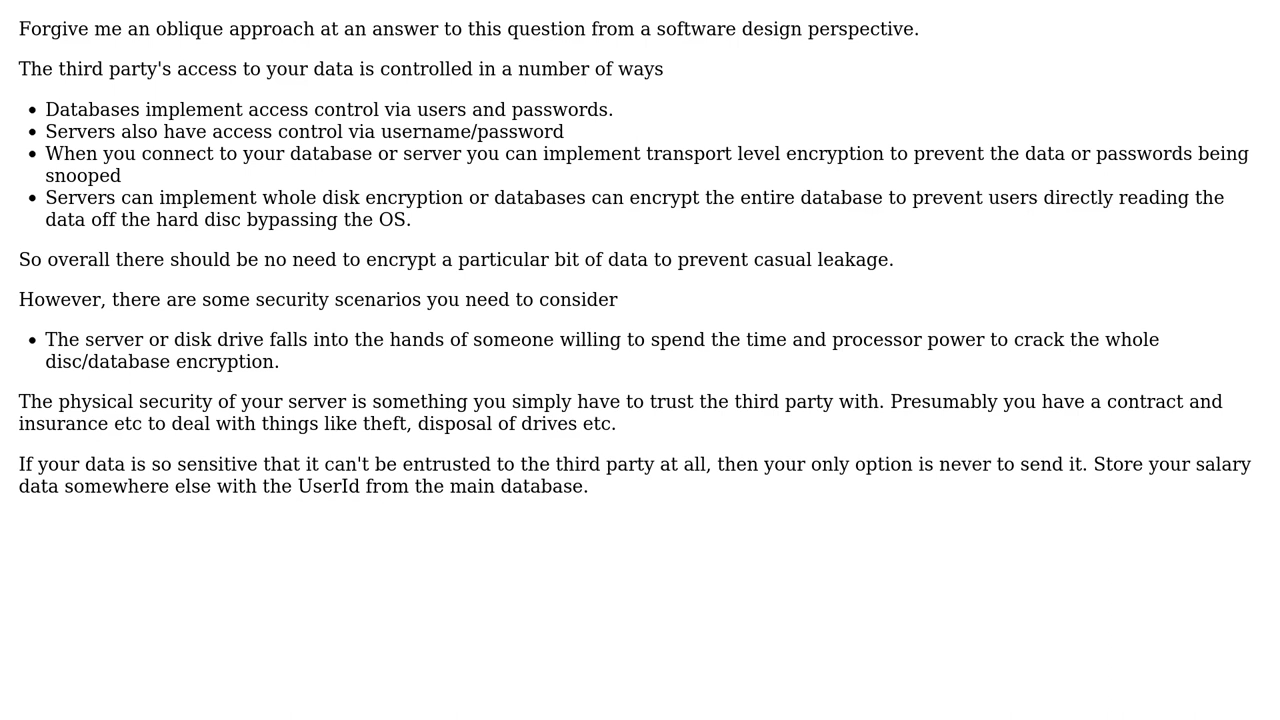 Forgive me an oblique approach at an answer to this question from a software design perspective.
The third party's access to your data is controlled in a number of ways
• Databases implement access control via users and passwords.
• Servers also have access control via username/password
• When you connect to your database or server you can implement transport level encryption to prevent the data or passwords being
snooped
• Servers can implement whole disk encryption or databases can encrypt the entire database to prevent users directly reading the
data off the hard disc bypassing the OS.
So overall there should be no need to encrypt a particular bit of data to prevent casual leakage.
However, there are some security scenarios you need to consider
• The server or disk drive falls into the hands of someone willing to spend the time and processor power to crack the whole
disc/database encryption.
The physical security of your server is something you simply have to trust the third party with. Presumably you have a contract and
insurance etc to deal with things like theft, disposal of drives etc.
If your data is so sensitive that it can't be entrusted to the third party at all, then your only option is never to send it. Store your salary
data somewhere else with the UserId from the main database.